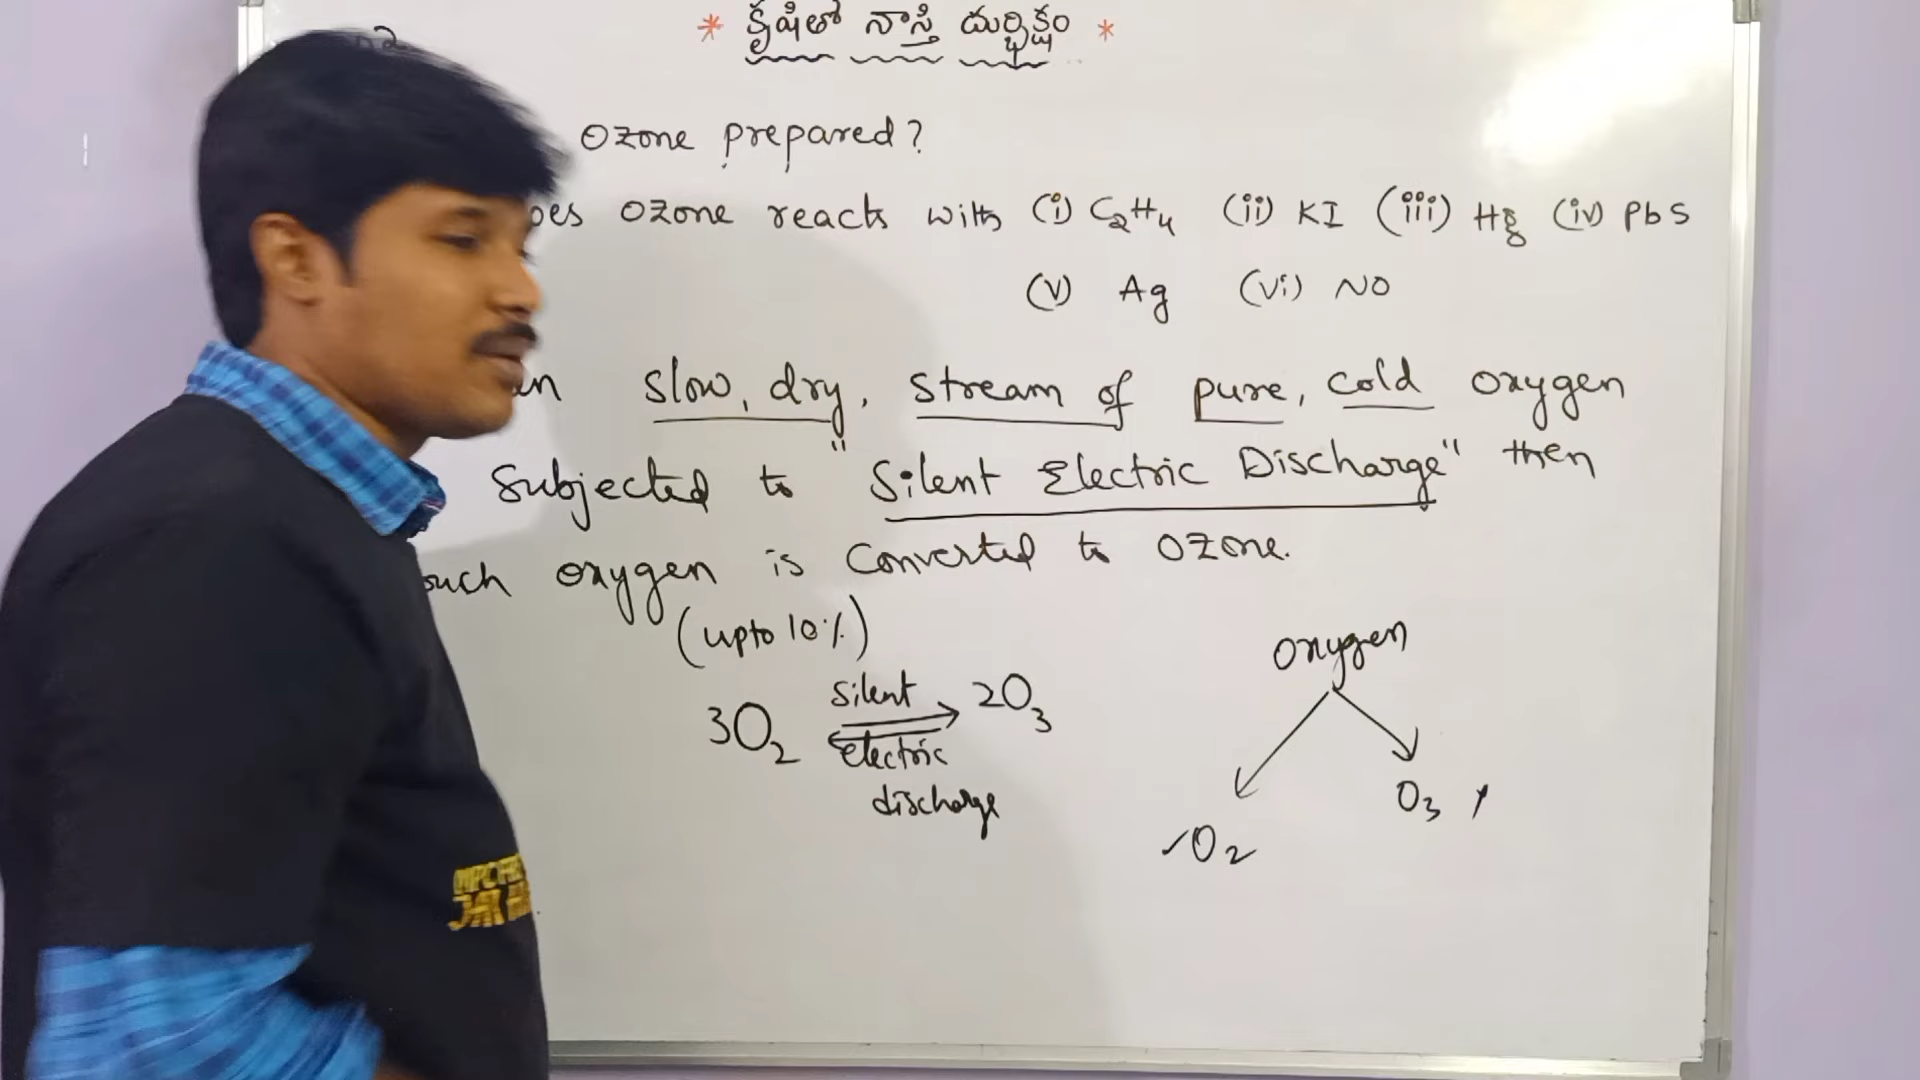 * కృషితో నాస్తి దుర్భిక్షం *
Ozone prepared?
oes Ozone reacts with (i) C2H4 (ii) KI (iii) Hg (iv) PbS
(v) Ag (vi) NO
slow, dry, stream of pure, cold oxygen
Subjected to "Silent Electric Discharge" then
such oxygen is Converted to Ozone.
(upto 10%)
oxygen
3O2 silent electric discharge 2O3
O2 O3